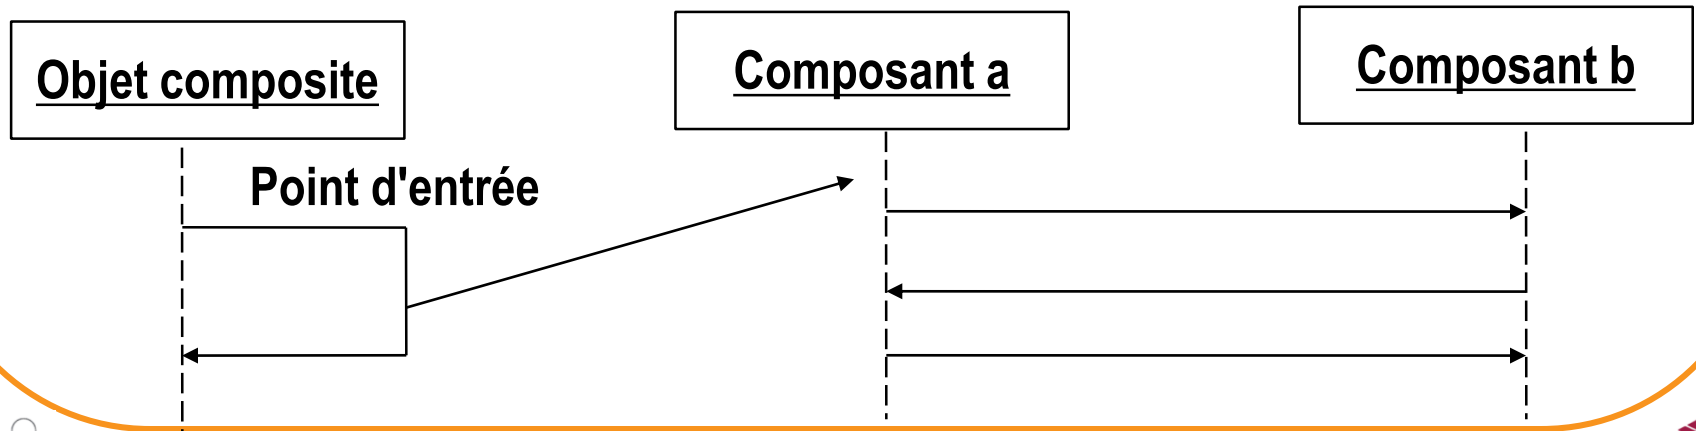 Objet composite
Composant a
Composant b
Point d'entrée